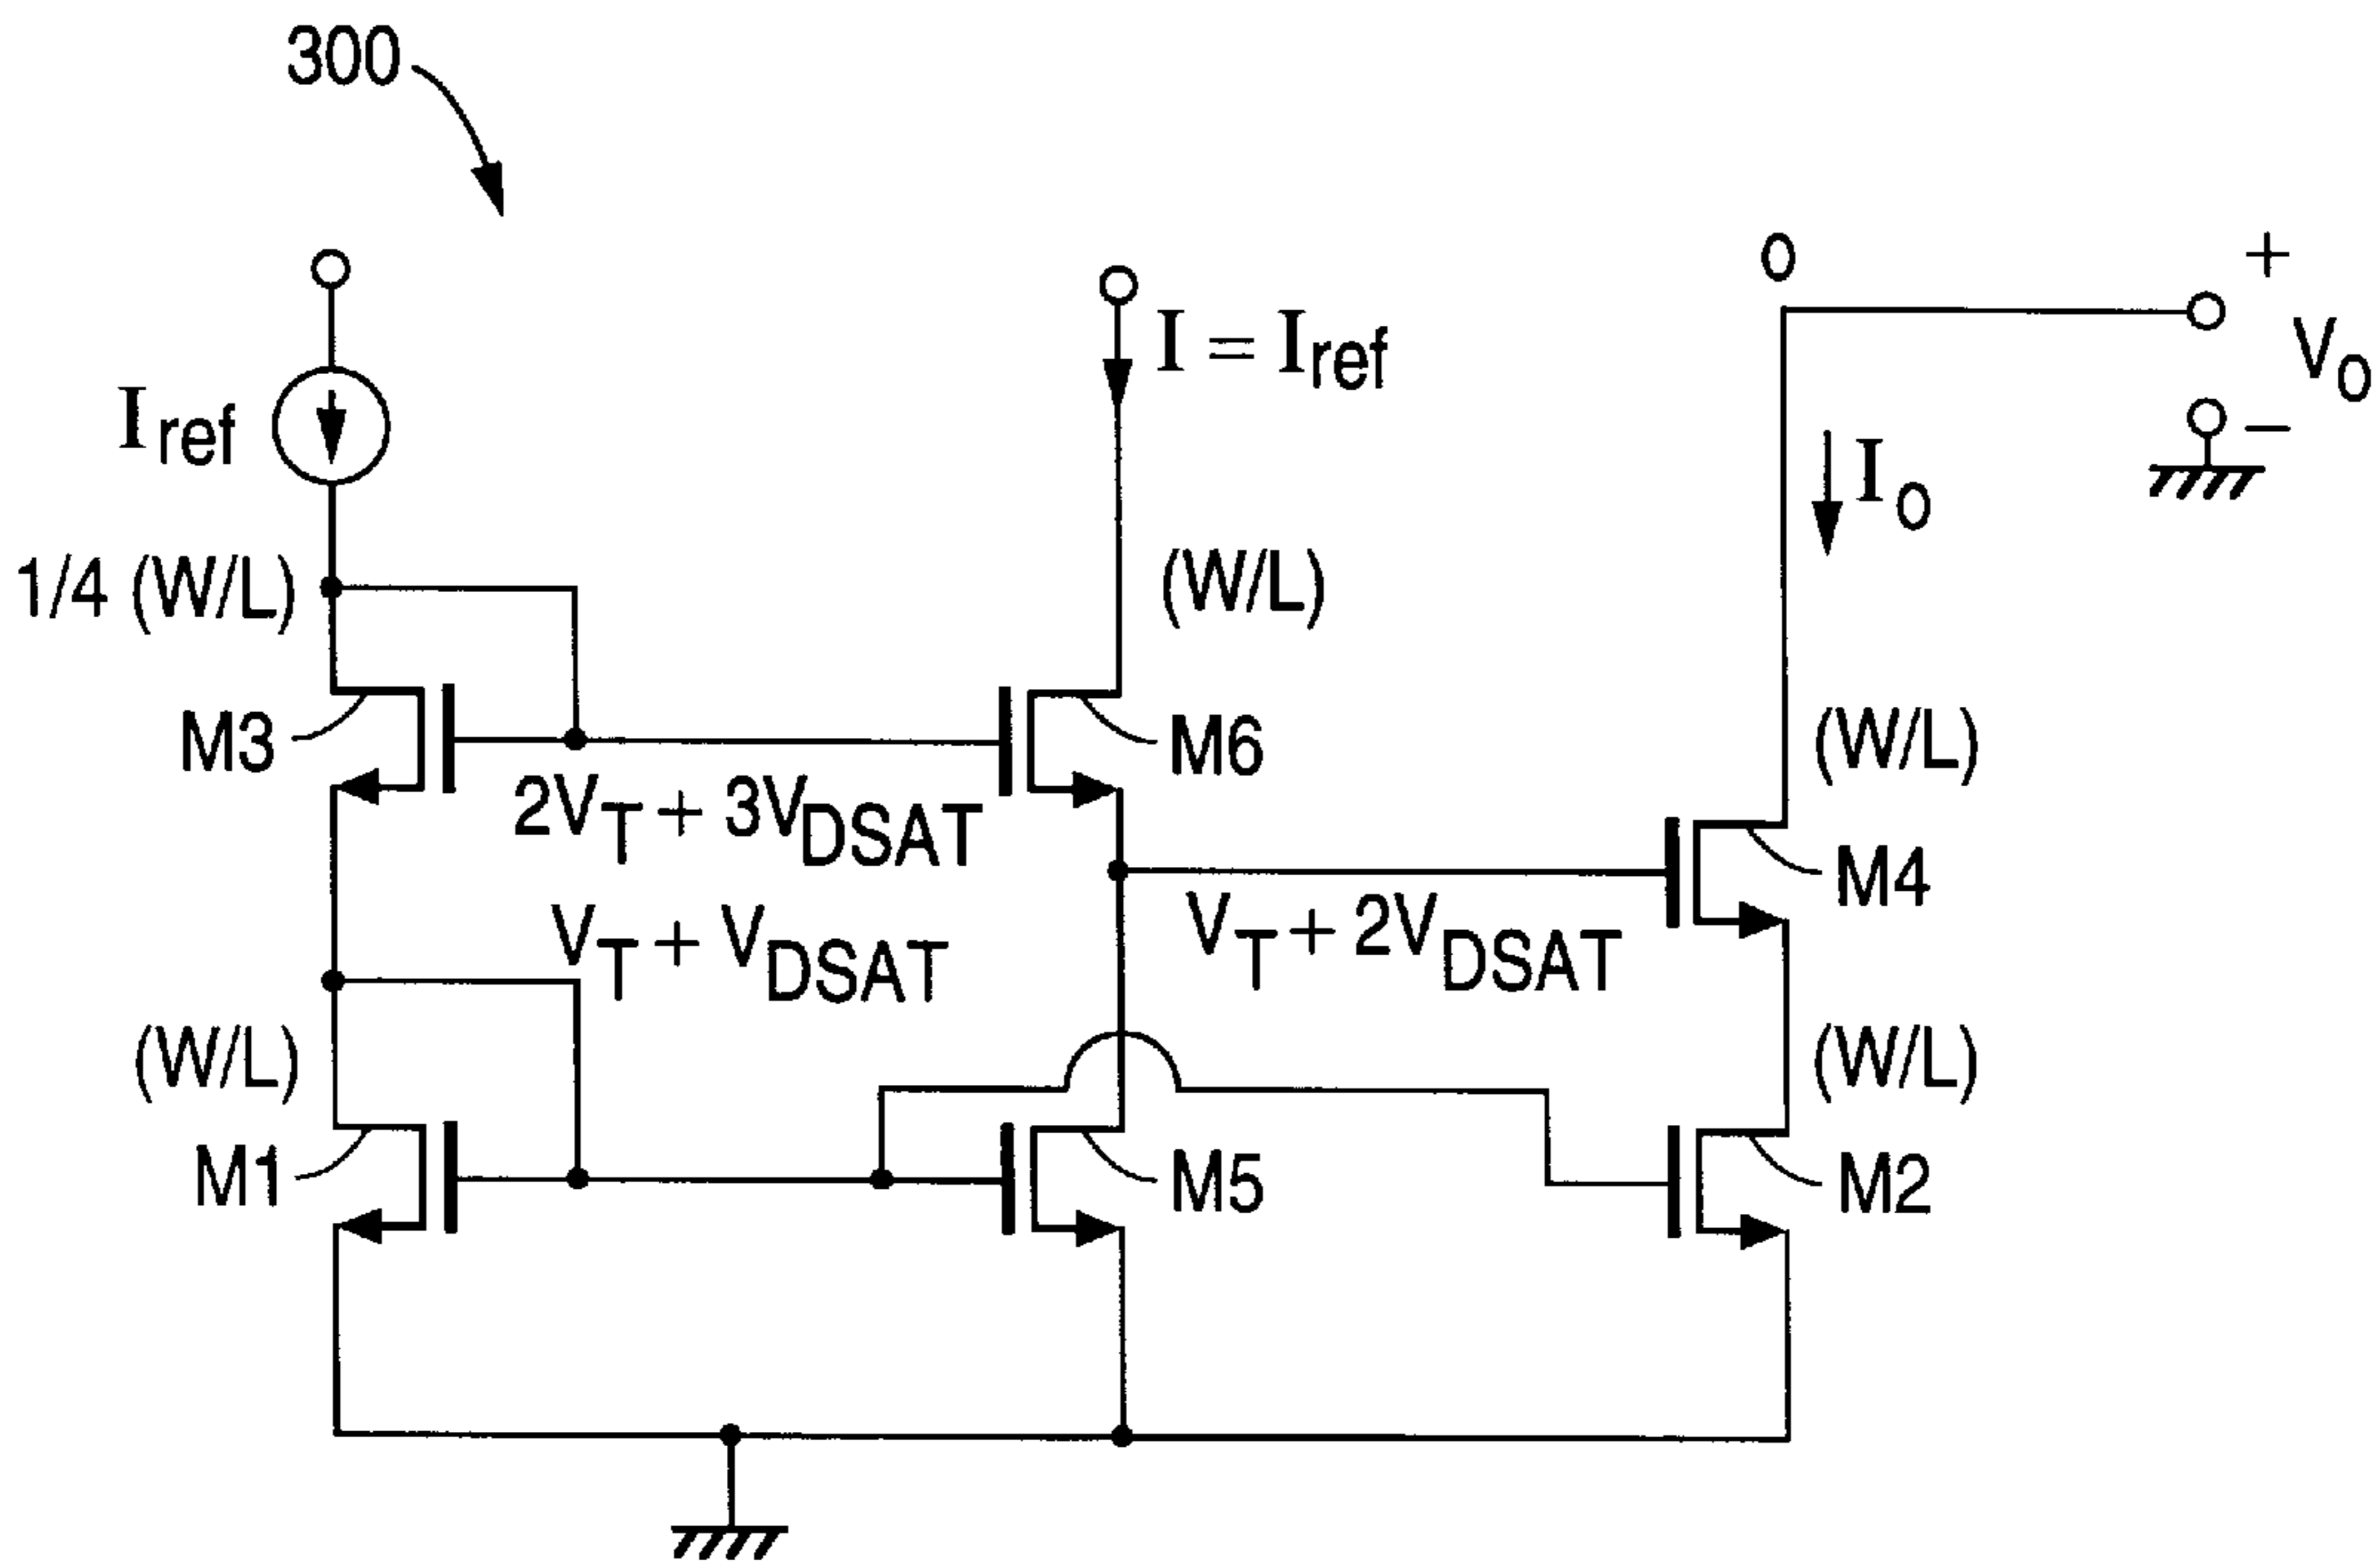 300
O
+
I = Iref
VO
Iref
−
IO
1/4 (W/L)
(W/L)
M3
M6
(W/L)
2VT + 3VDSAT
M4
VT + VDSAT
VT + 2VDSAT
(W/L)
(W/L)
M1
M5
M2